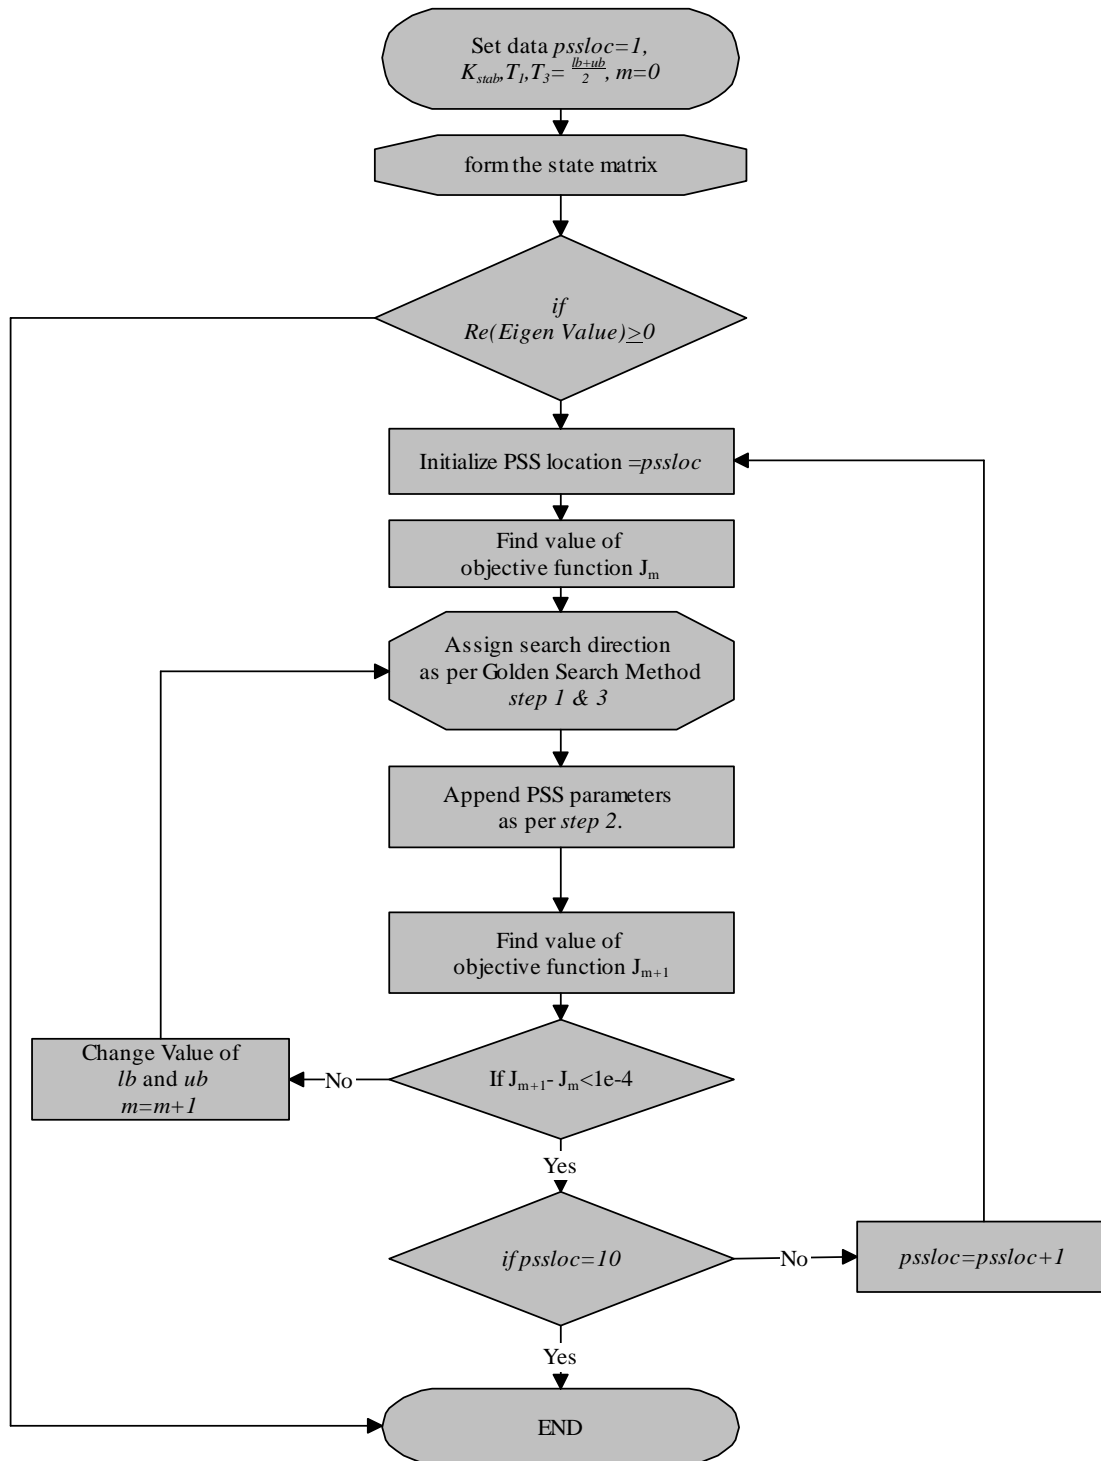 Set data pssloc=1,
K_stab,T_1,T_3= \frac{lb+ub}{2}, m=0
form the state matrix
if
Re(Eigen Value)≥0
Initialize PSS location =pssloc
Find value of
objective function J_m
Assign search direction
as per Golden Search Method
step 1 & 3
Append PSS parameters
as per step 2.
Find value of
objective function J_{m+1}
Change Value of
lb and ub
m=m+1
No
If J_{m+1}- J_m<1e-4
Yes
if pssloc=10
No
pssloc=pssloc+1
Yes
END